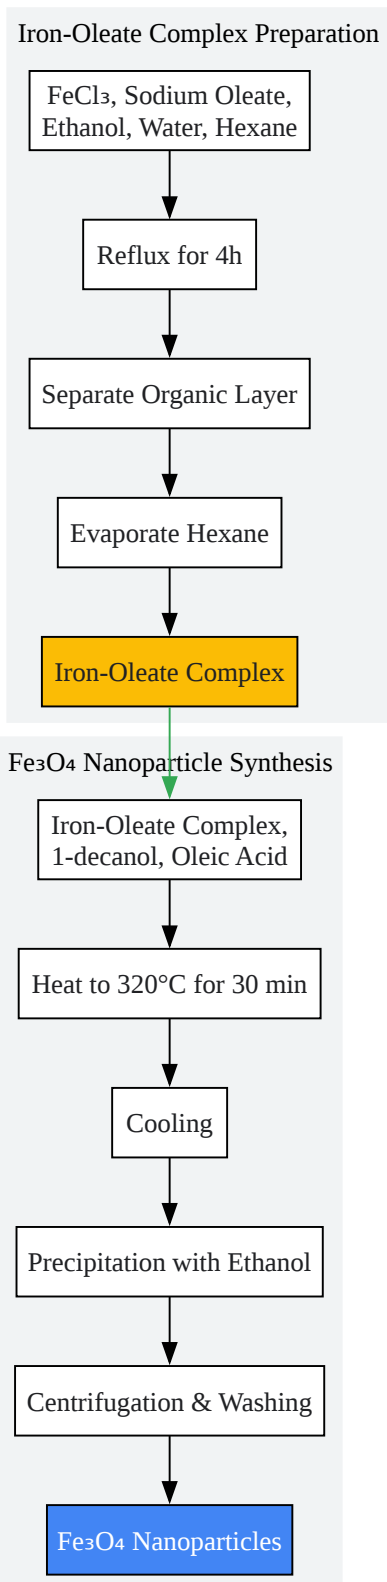 Iron-Oleate Complex Preparation
FeCl₃, Sodium Oleate,
Ethanol, Water, Hexane
Reflux for 4h
Separate Organic Layer
Evaporate Hexane
Iron-Oleate Complex
Fe₃O₄ Nanoparticle Synthesis
Iron-Oleate Complex,
1-decanol, Oleic Acid
Heat to 320°C for 30 min
Cooling
Precipitation with Ethanol
Centrifugation & Washing
Fe₃O₄ Nanoparticles